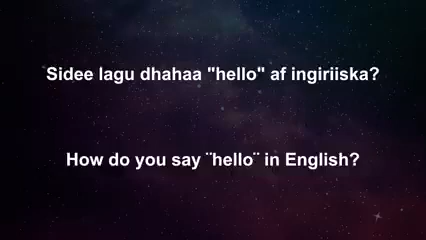 Sidee lagu dhahaa "hello" af ingiriiska?
How do you say ¨hello¨ in English?